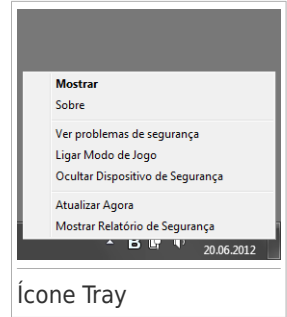 Mostrar
Sobre
Ver problemas de segurança
Ligar Modo de Jogo
Ocultar Dispositivo de Segurança
Atualizar Agora
Mostrar Relatório de Segurança
B
20.06.2012
Ícone Tray